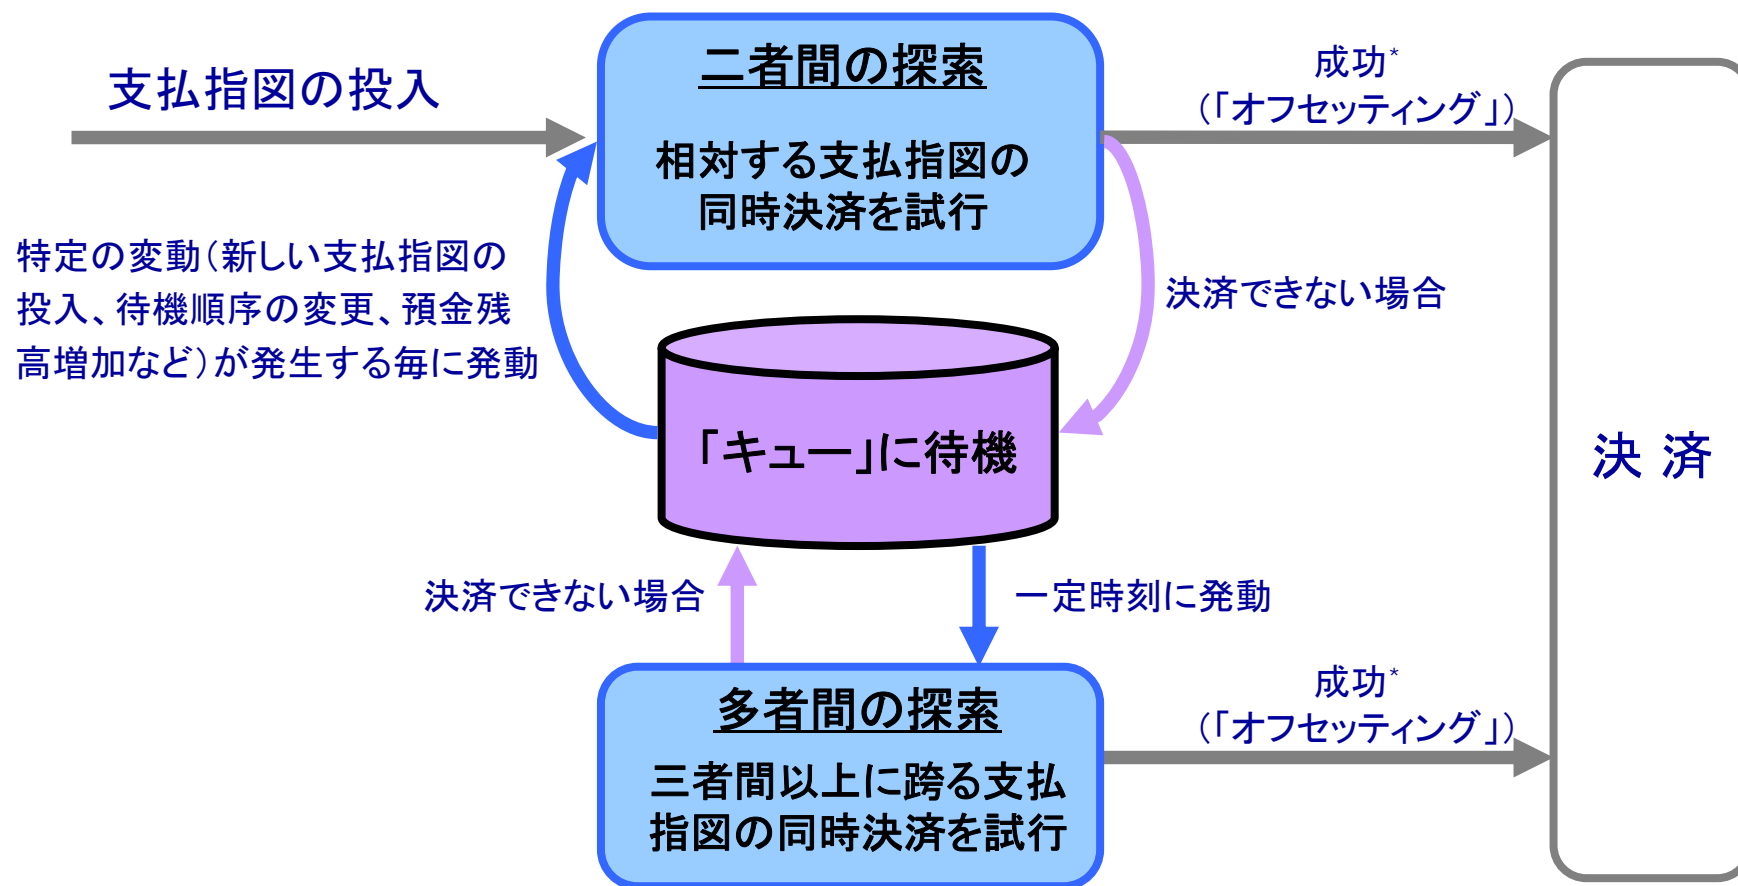 支払指図の投入
二者間の探索
相対する支払指図の
同時決済を試行
成功*
(「オフセッティング」)
特定の変動(新しい支払指図の
投入、待機順序の変更、預金残
高増加など)が発生する毎に発動
決済できない場合
「キュー」に待機
決 済
決済できない場合
一定時刻に発動
多者間の探索
三者間以上に跨る支払
指図の同時決済を試行
成功*
(「オフセッティング」)